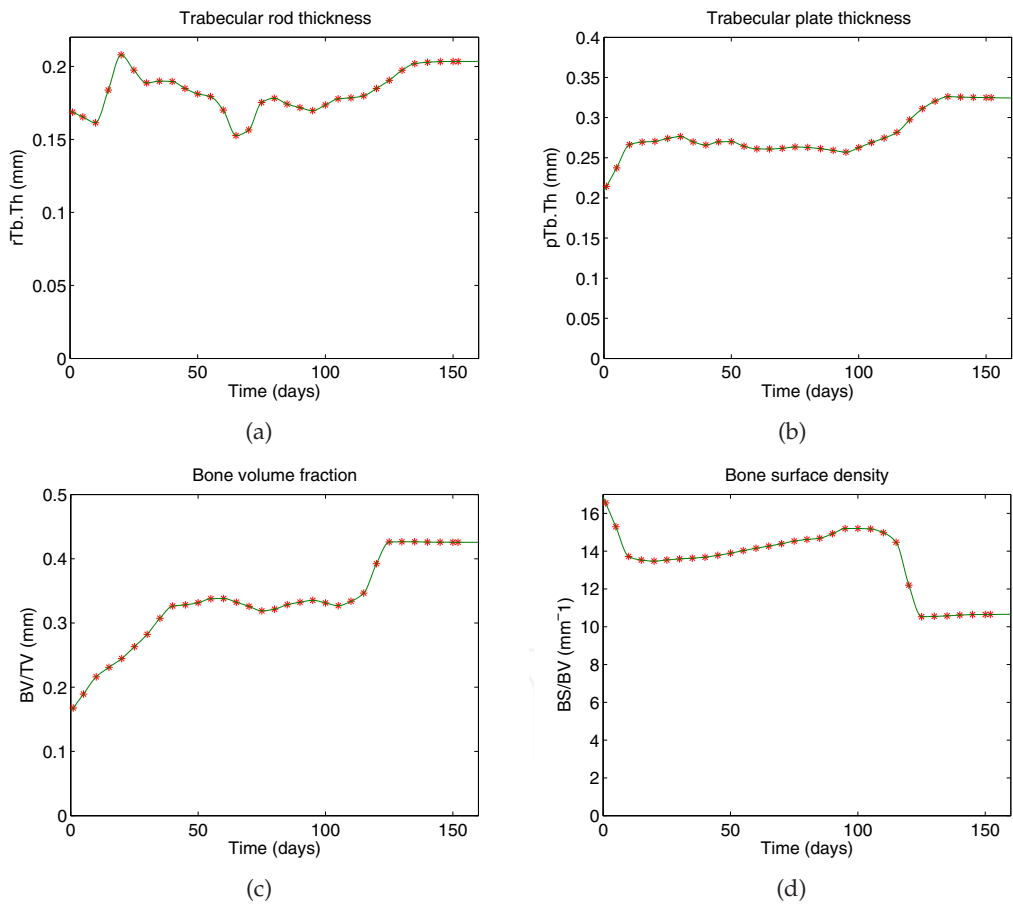 Trabecular rod thickness
0.2
0.15
0.1
0.05
0
rTb.Th (mm)
0 50 100 150
Time (days)
(a)
Trabecular plate thickness
0.4
0.35
0.3
0.25
0.2
0.15
0.1
0.05
0
pTb.Th (mm)
0 50 100 150
Time (days)
(b)
Bone volume fraction
0.5
0.4
0.3
0.2
0.1
0
BV/TV (mm)
0 50 100 150
Time (days)
(c)
Bone surface density
16
14
12
10
8
6
4
2
0
BS/BV (mm⁻1)
0 50 100 150
Time (days)
(d)